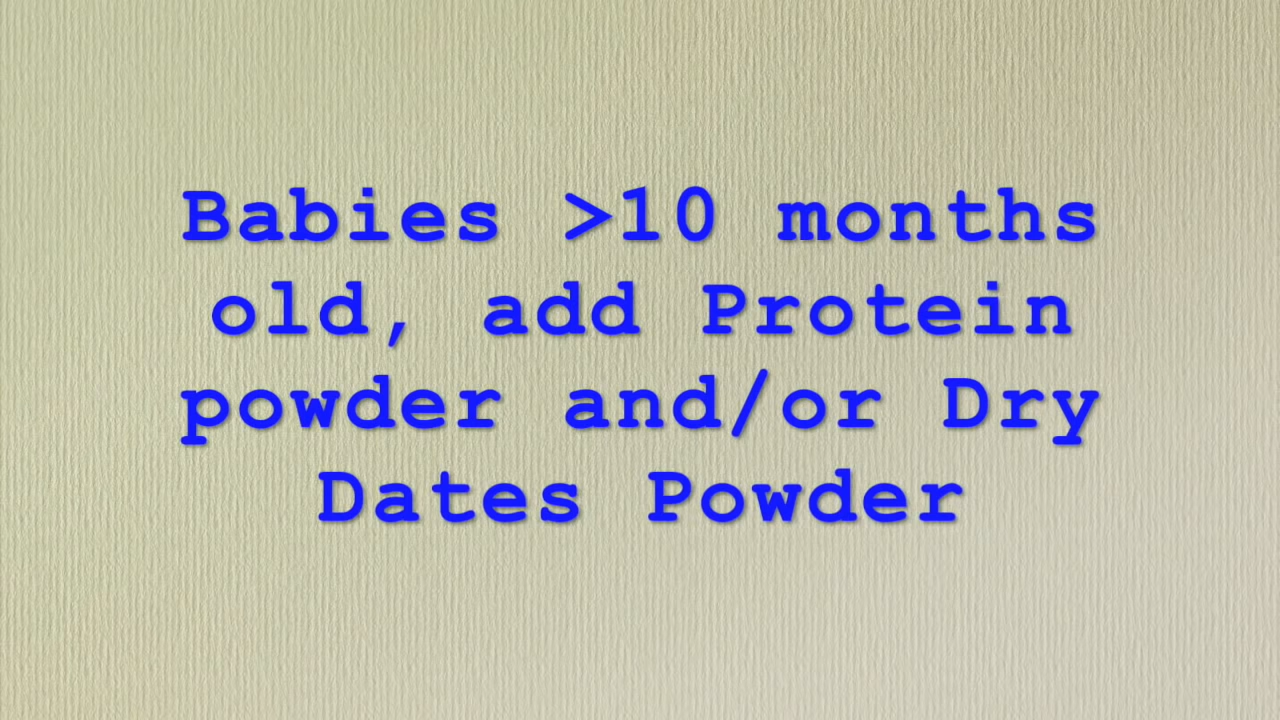 Babies >10 months
old, add Protein
powder and/or Dry
Dates Powder